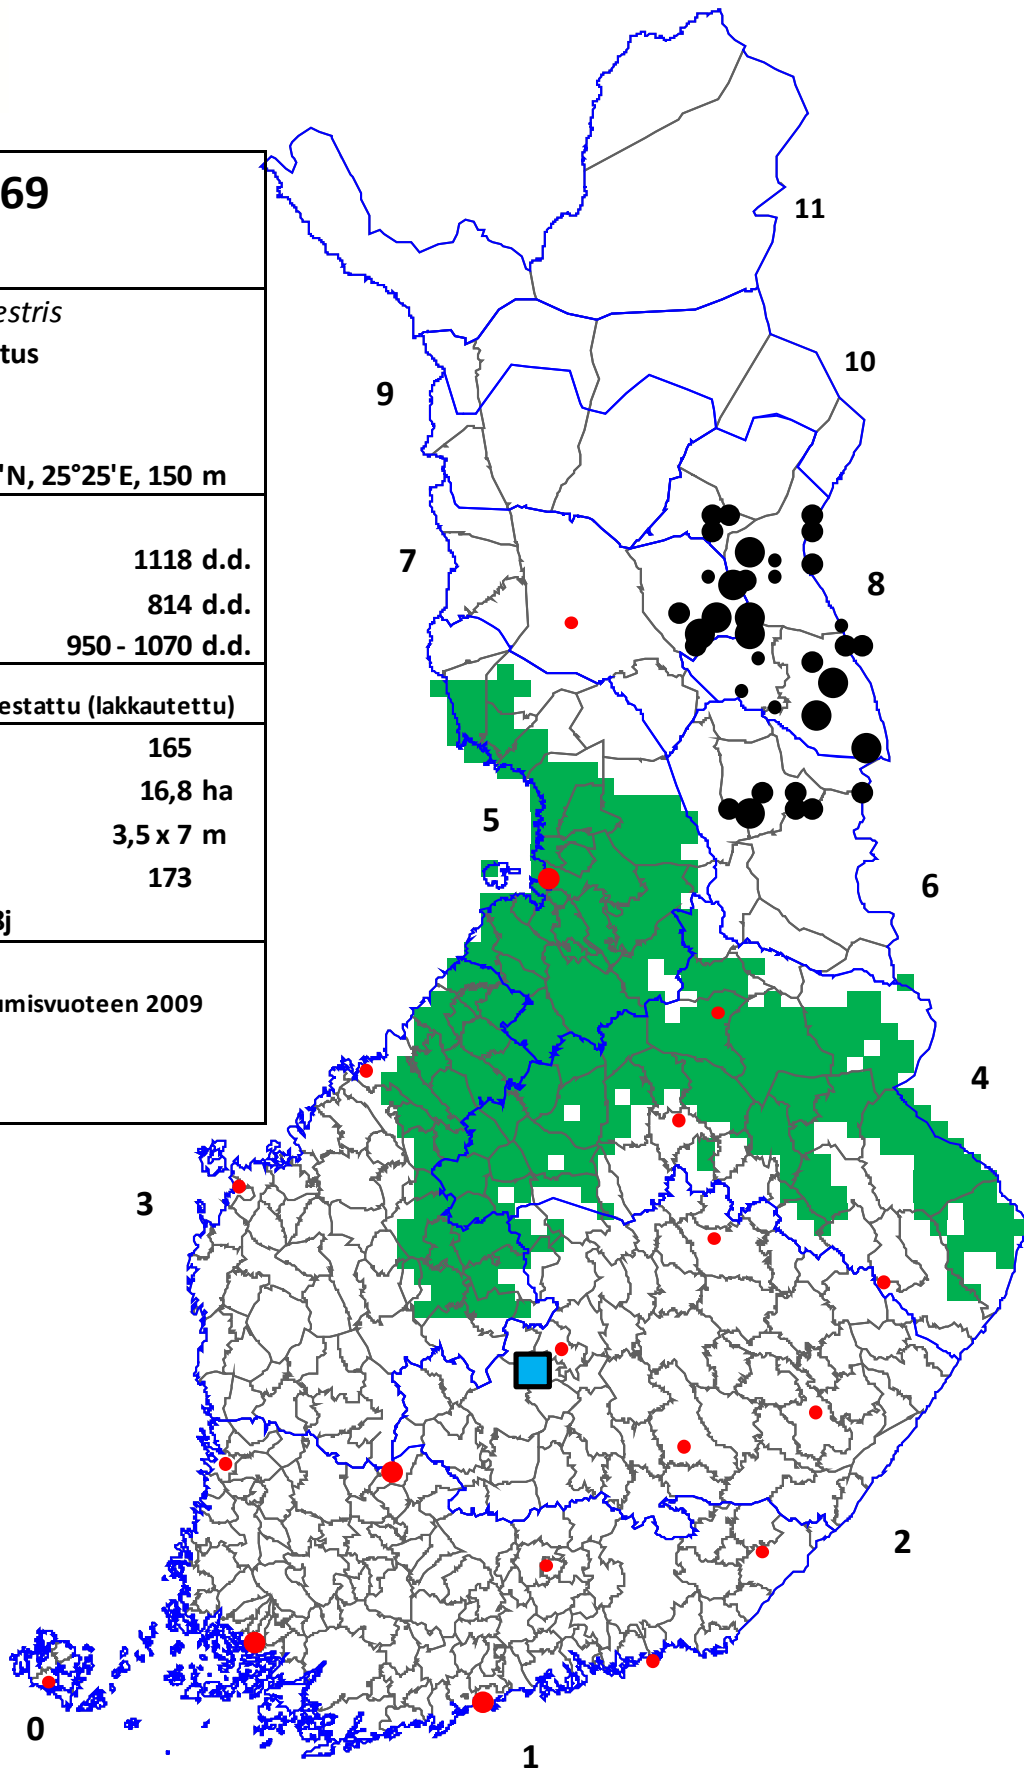 69
estris
tus
'N, 25°25'E, 150 m
1118 d.d.
814 d.d.
950 - 1070 d.d.
estattu (lakkautettu)
165
16,8 ha
3,5 x 7 m
173
3j
umisvuoteen 2009
11
10
9
8
7
6
5
4
3
2
1
0